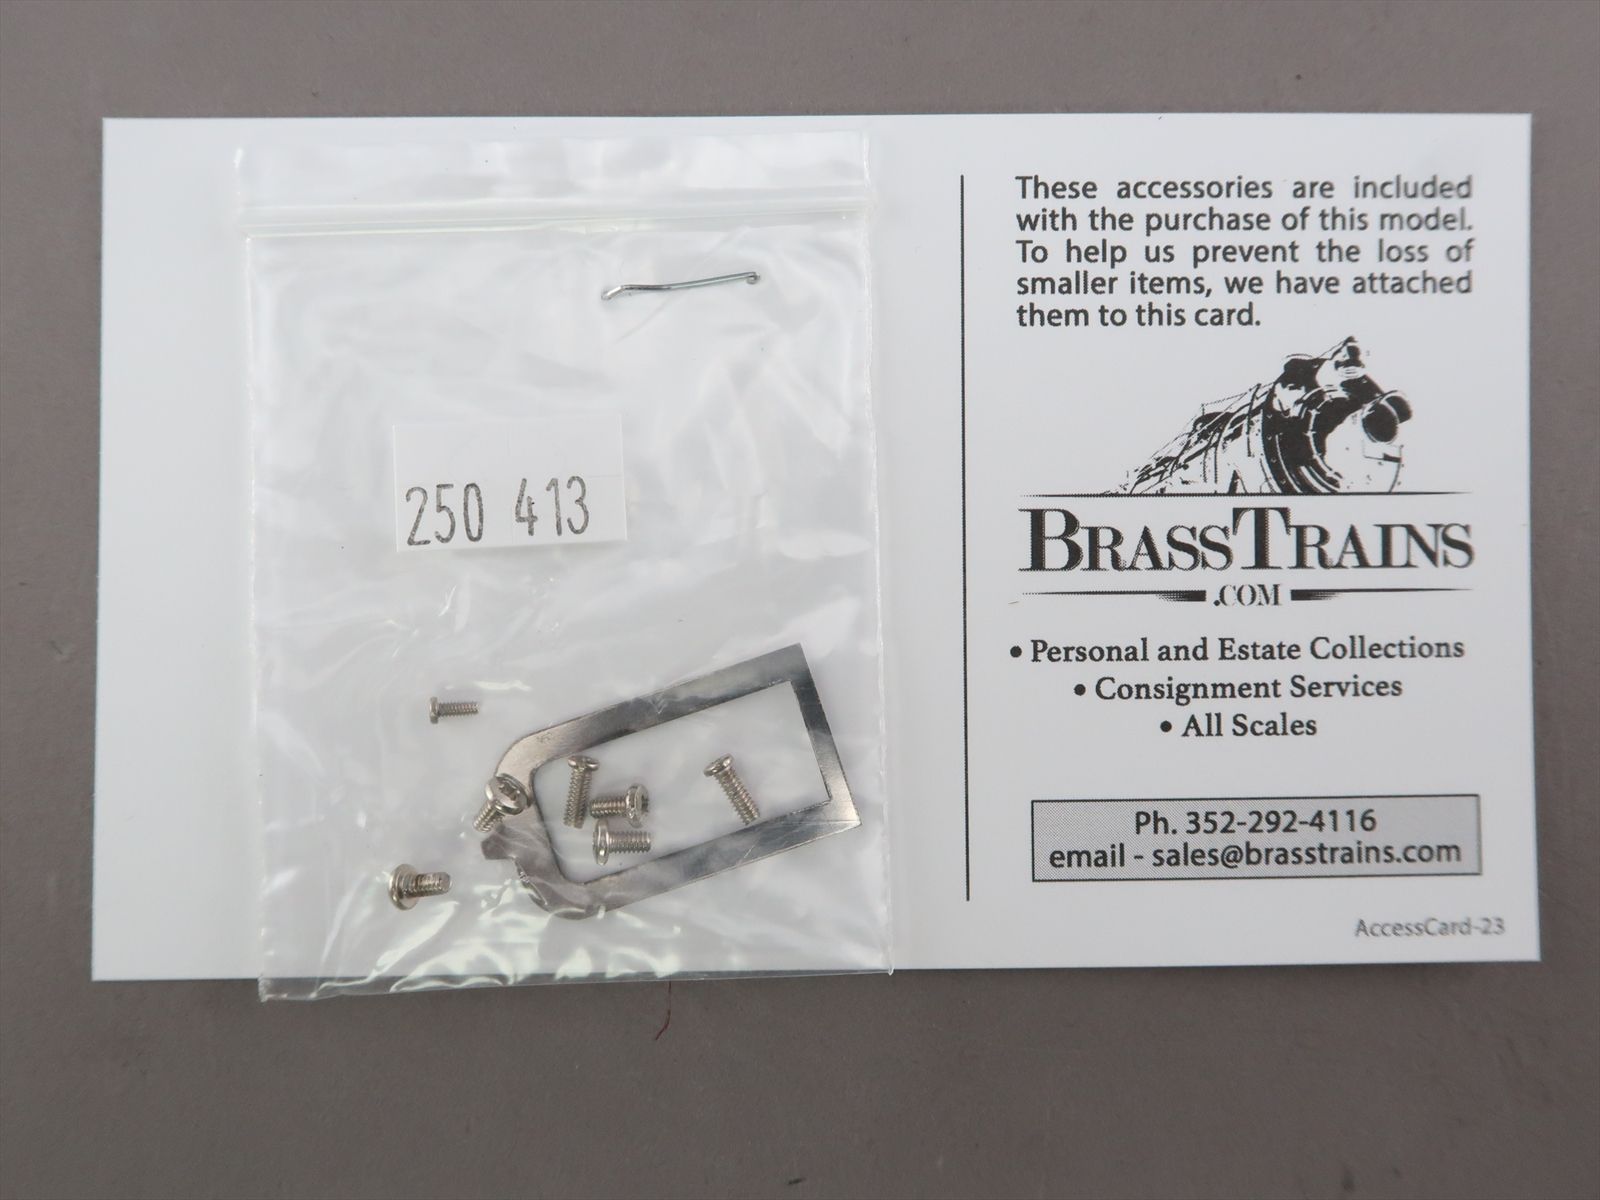 250 413
These accessories are included
with the purchase of this model.
To help us prevent the loss of
smaller items, we have attached
them to this card.
BRASSTRAINS
.COM
• Personal and Estate Collections
• Consignment Services
• All Scales
Ph. 352-292-4116
email - sales@brasstrains.com
AccessCard-23